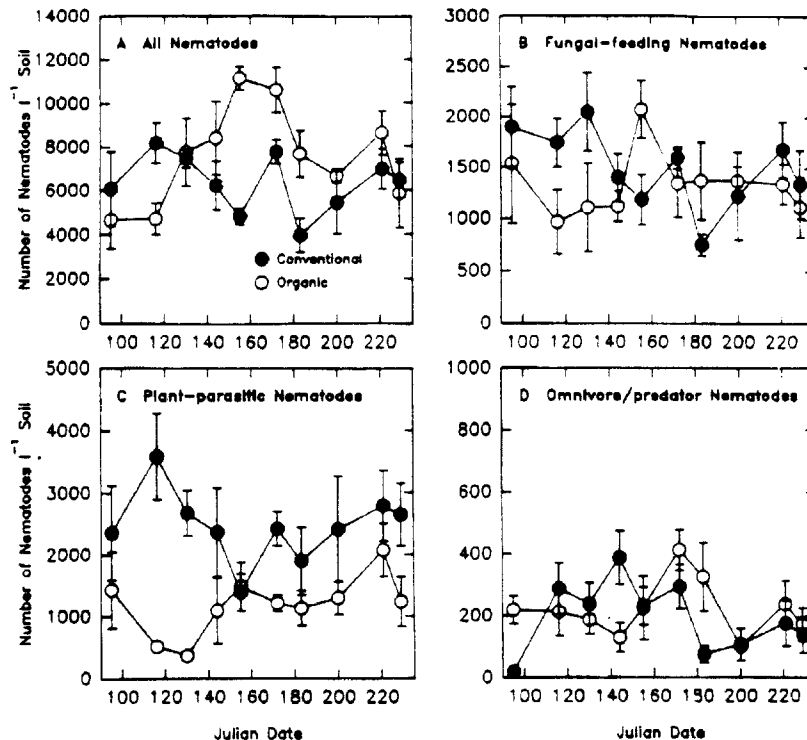 A All Nematodes
Number of Nematodes l⁻¹ Soil
14000
12000
10000
8000
6000
4000
2000
0
Conventional
Organic
100 120 140 160 180 200 220
B Fungal-feeding Nematodes
3000
2500
2000
1500
1000
500
0
100 120 140 160 180 200 220
C Plant-parasitic Nematodes
Number of Nematodes l⁻¹ Soil
5000
4000
3000
2000
1000
0
100 120 140 160 180 200 220
Julian Date
D Omnivore/predator Nematodes
1000
800
600
400
200
0
100 120 140 160 180 200 220
Julian Date